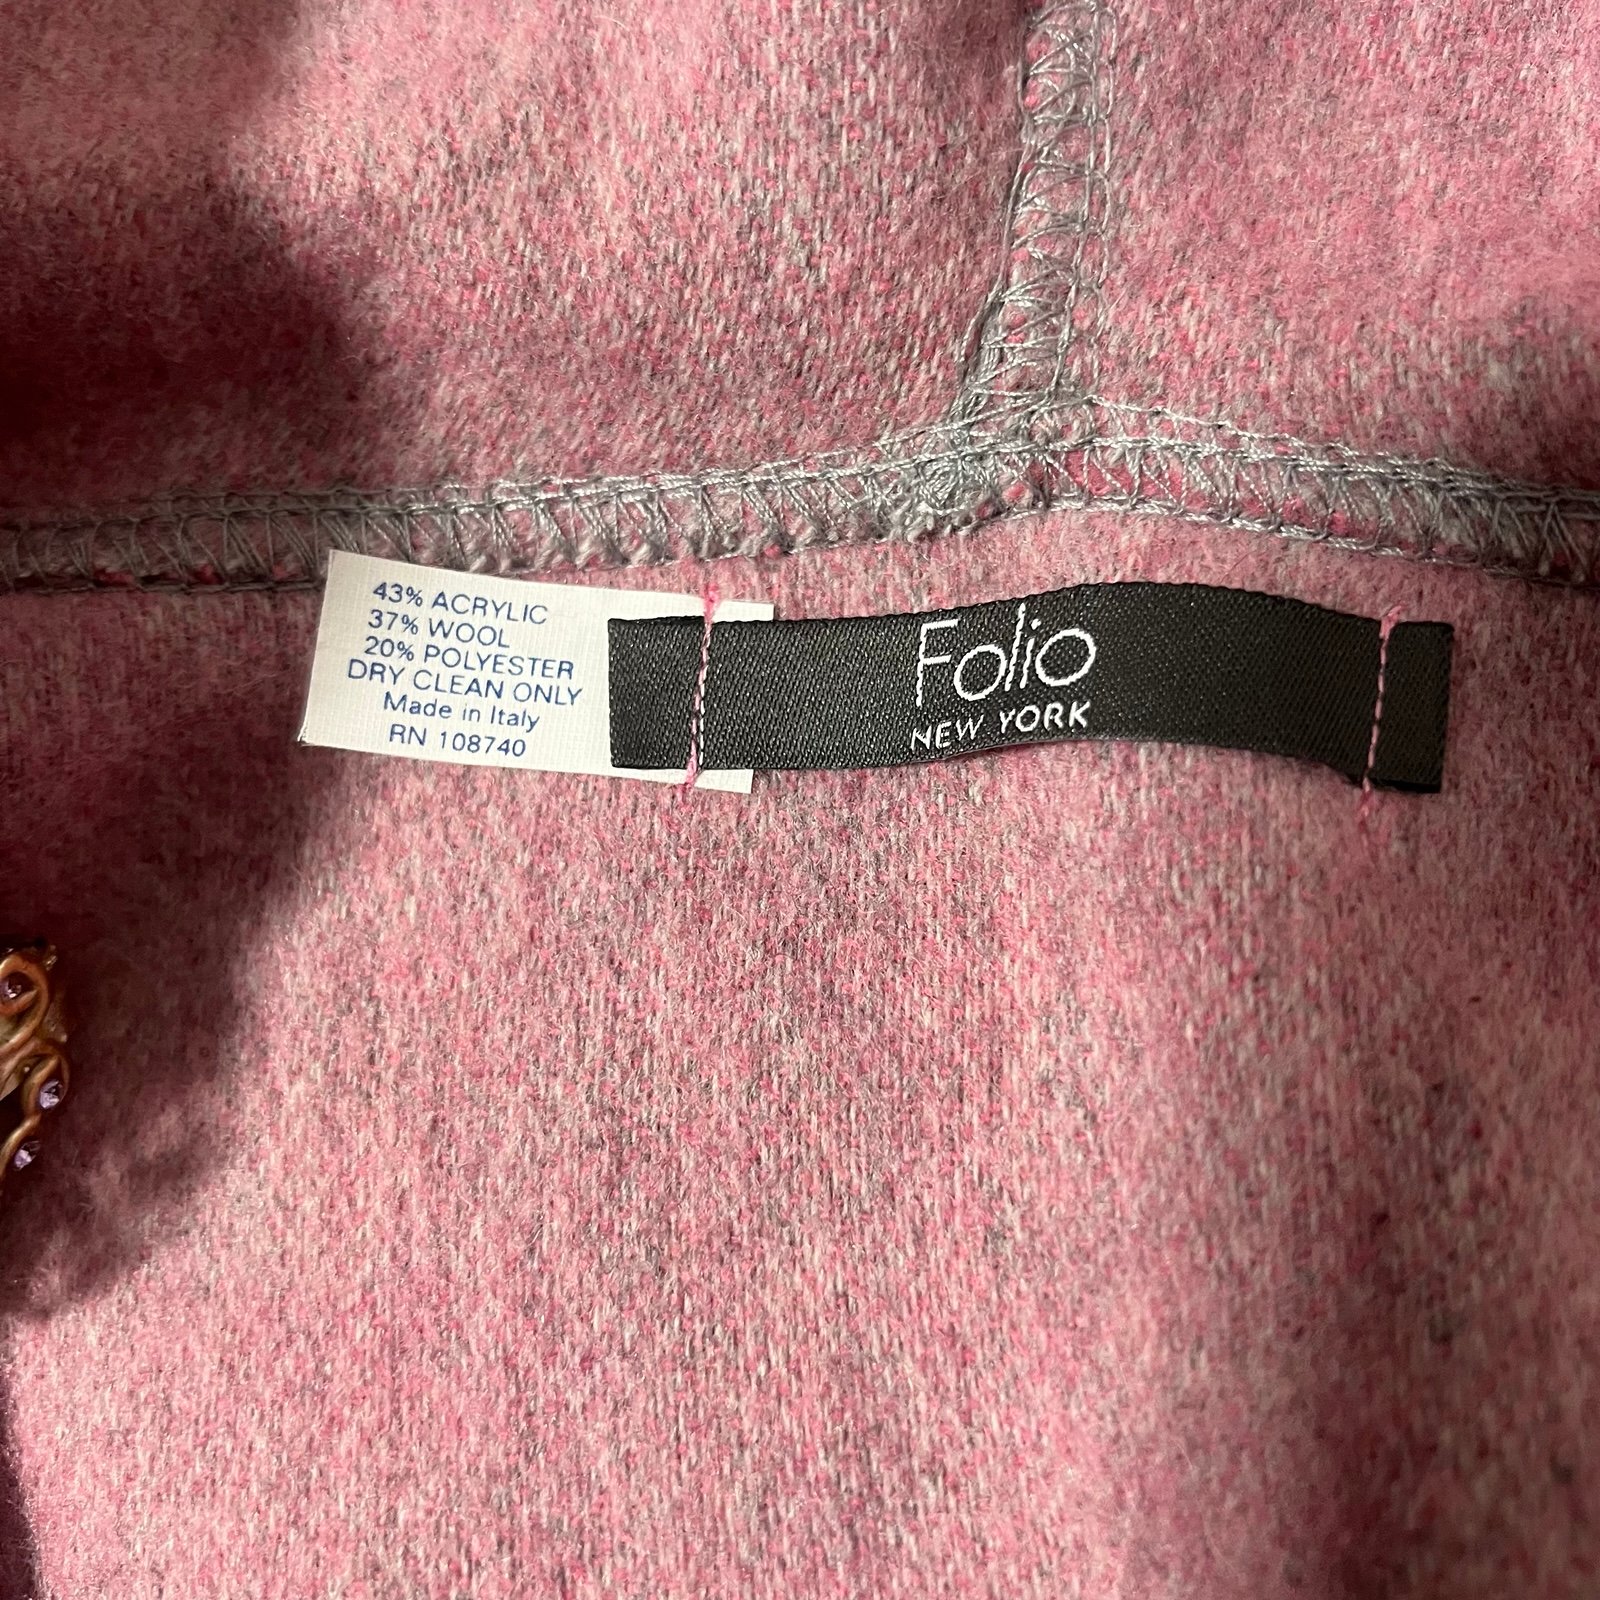 43% ACRYLIC
37% WOOL
20% POLYESTER
DRY CLEAN ONLY
Made in Italy
RN 108740
Folio
NEW YORK